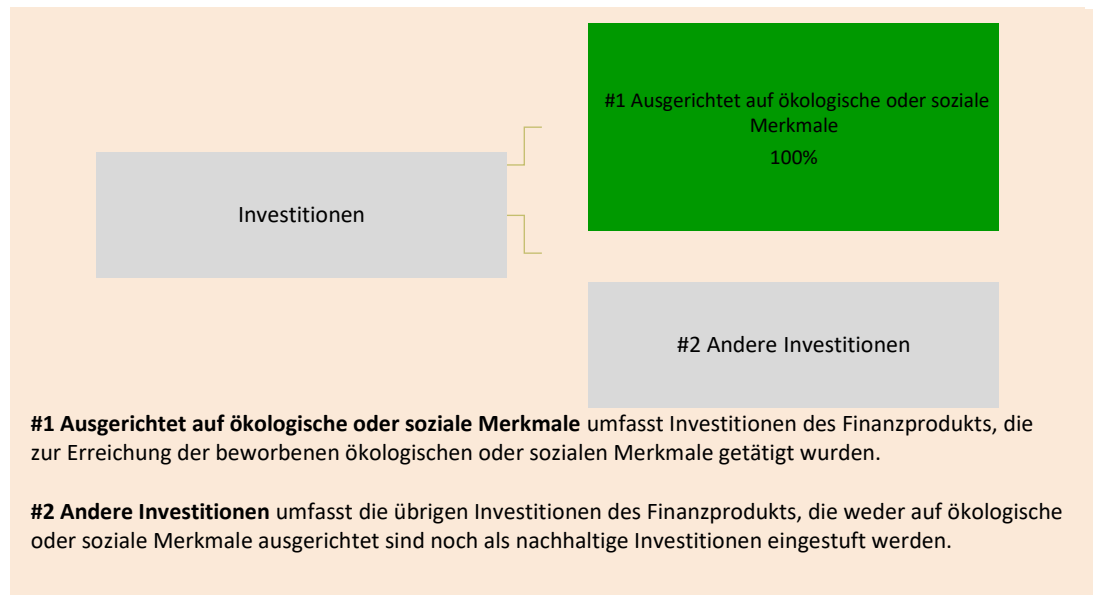 #1 Ausgerichtet auf ökologische oder soziale
Merkmale
100%
Investitionen
#2 Andere Investitionen
#1 Ausgerichtet auf ökologische oder soziale Merkmale umfasst Investitionen des Finanzprodukts, die
zur Erreichung der beworbenen ökologischen oder sozialen Merkmale getätigt wurden.
#2 Andere Investitionen umfasst die übrigen Investitionen des Finanzprodukts, die weder auf ökologische
oder soziale Merkmale ausgerichtet sind noch als nachhaltige Investitionen eingestuft werden.